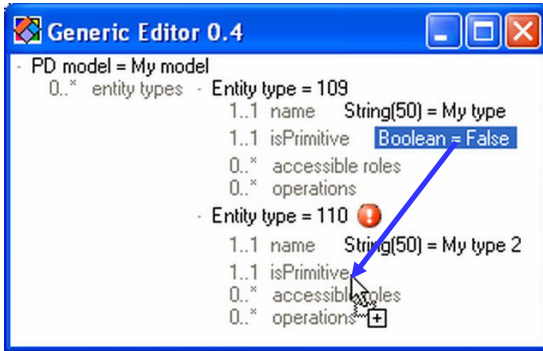 Generic Editor 0.4
- PD model = My model
0..* entity types - Entity type = 109
1..1 name String(50) = My type
1..1 isPrimitive Boolean = False
0..* accessible roles
0..* operations
- Entity type = 110
1..1 name String(50) = My type 2
1..1 isPrimitive
0..* accessible roles
0..* operations